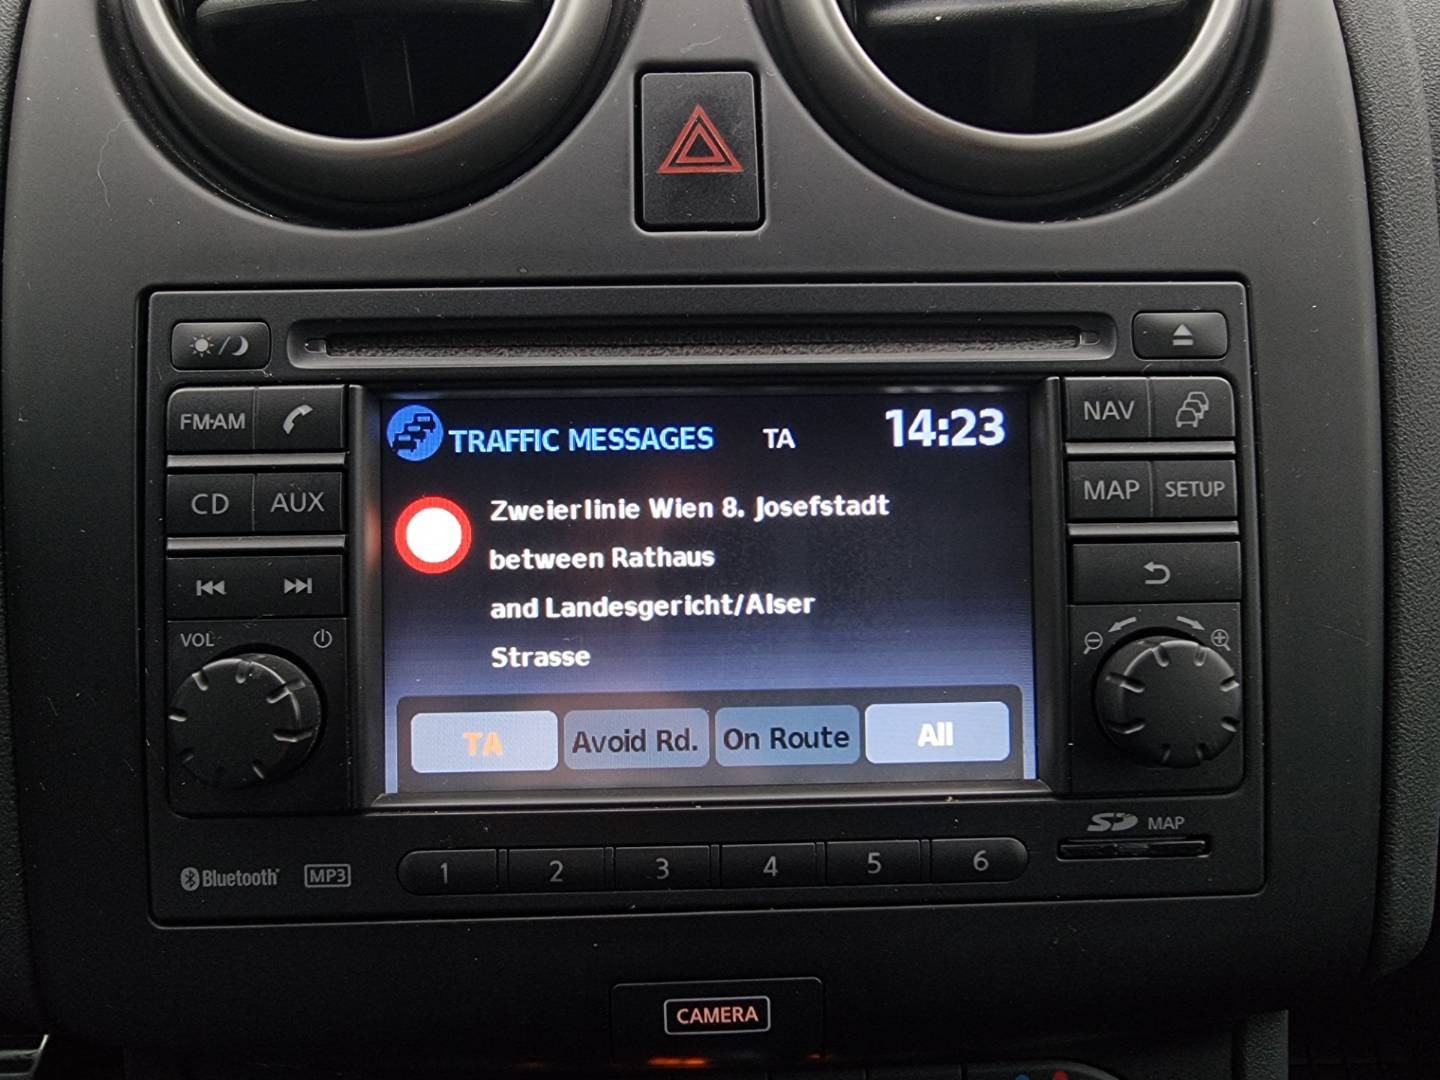 FM·AM
CD
AUX
VOL
TRAFFIC MESSAGES
TA
14:23
Zweierlinie Wien 8. Josefstadt
between Rathaus
and Landesgericht/Alser
Strasse
TA
Avoid Rd.
On Route
All
NAV
MAP
SETUP
Bluetooth
MP3
1
2
3
4
5
6
SD MAP
CAMERA